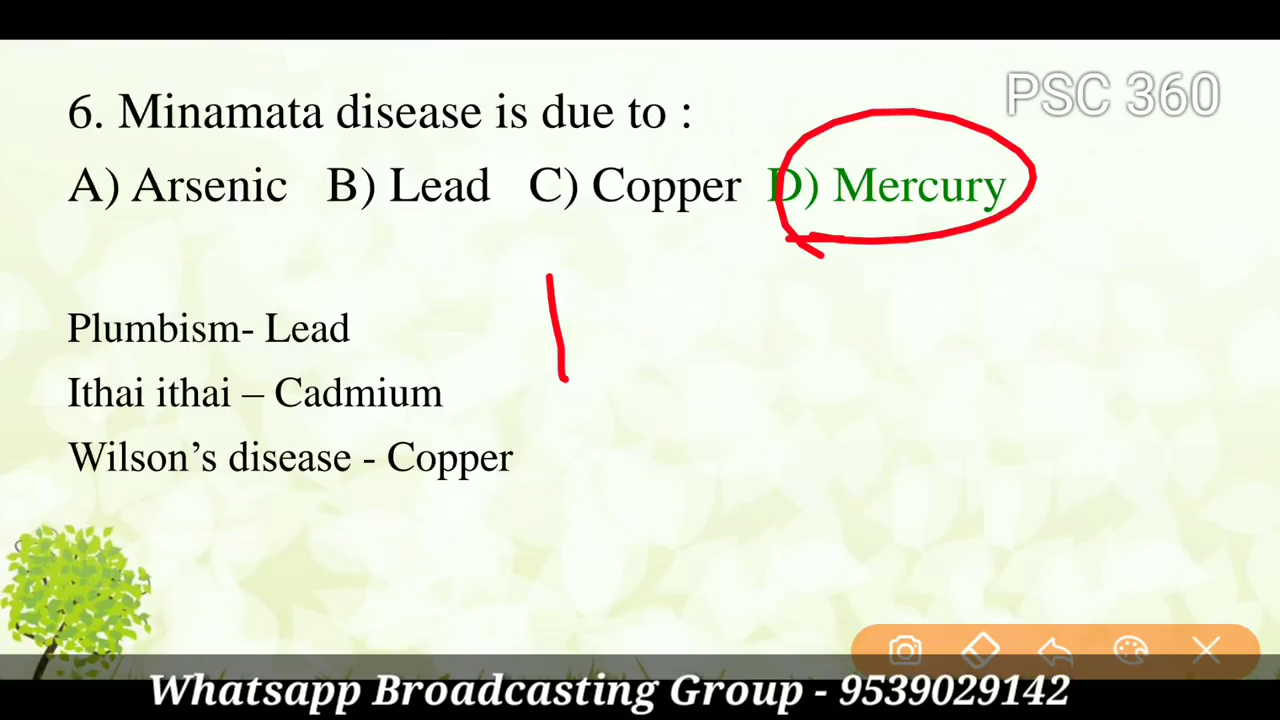 PSC 360
6. Minamata disease is due to :
A) Arsenic B) Lead C) Copper D) Mercury
Plumbism- Lead
Ithai ithai – Cadmium
Wilson’s disease - Copper
Whatsapp Broadcasting Group - 9539029142